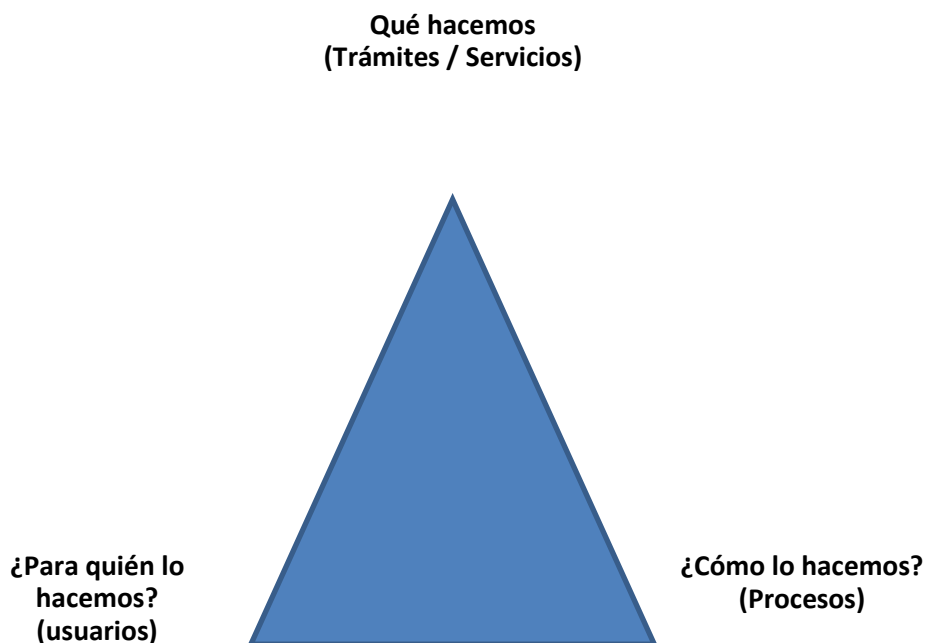 Qué hacemos
(Trámites / Servicios)
¿Para quién lo
hacemos?
(usuarios)
¿Cómo lo hacemos?
(Procesos)